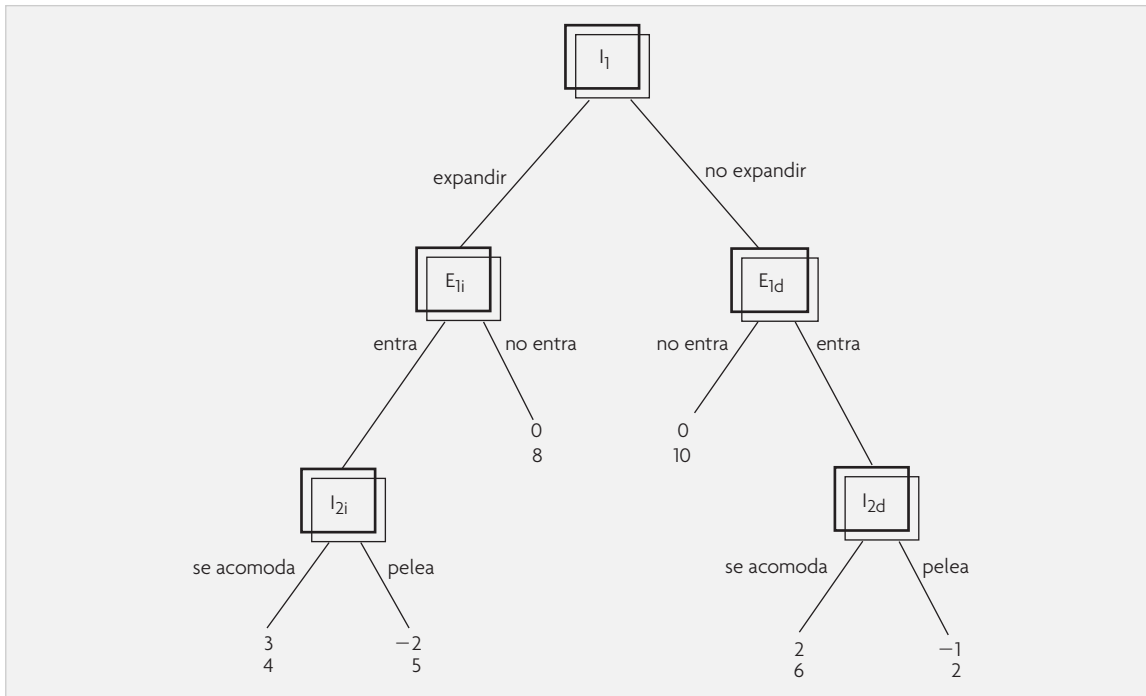 I1
expandir
no expandir
E1i
E1d
entra
no entra
no entra
entra
0
8
0
10
I2i
I2d
se acomoda
pelea
se acomoda
pelea
3
4
−2
5
2
6
−1
2